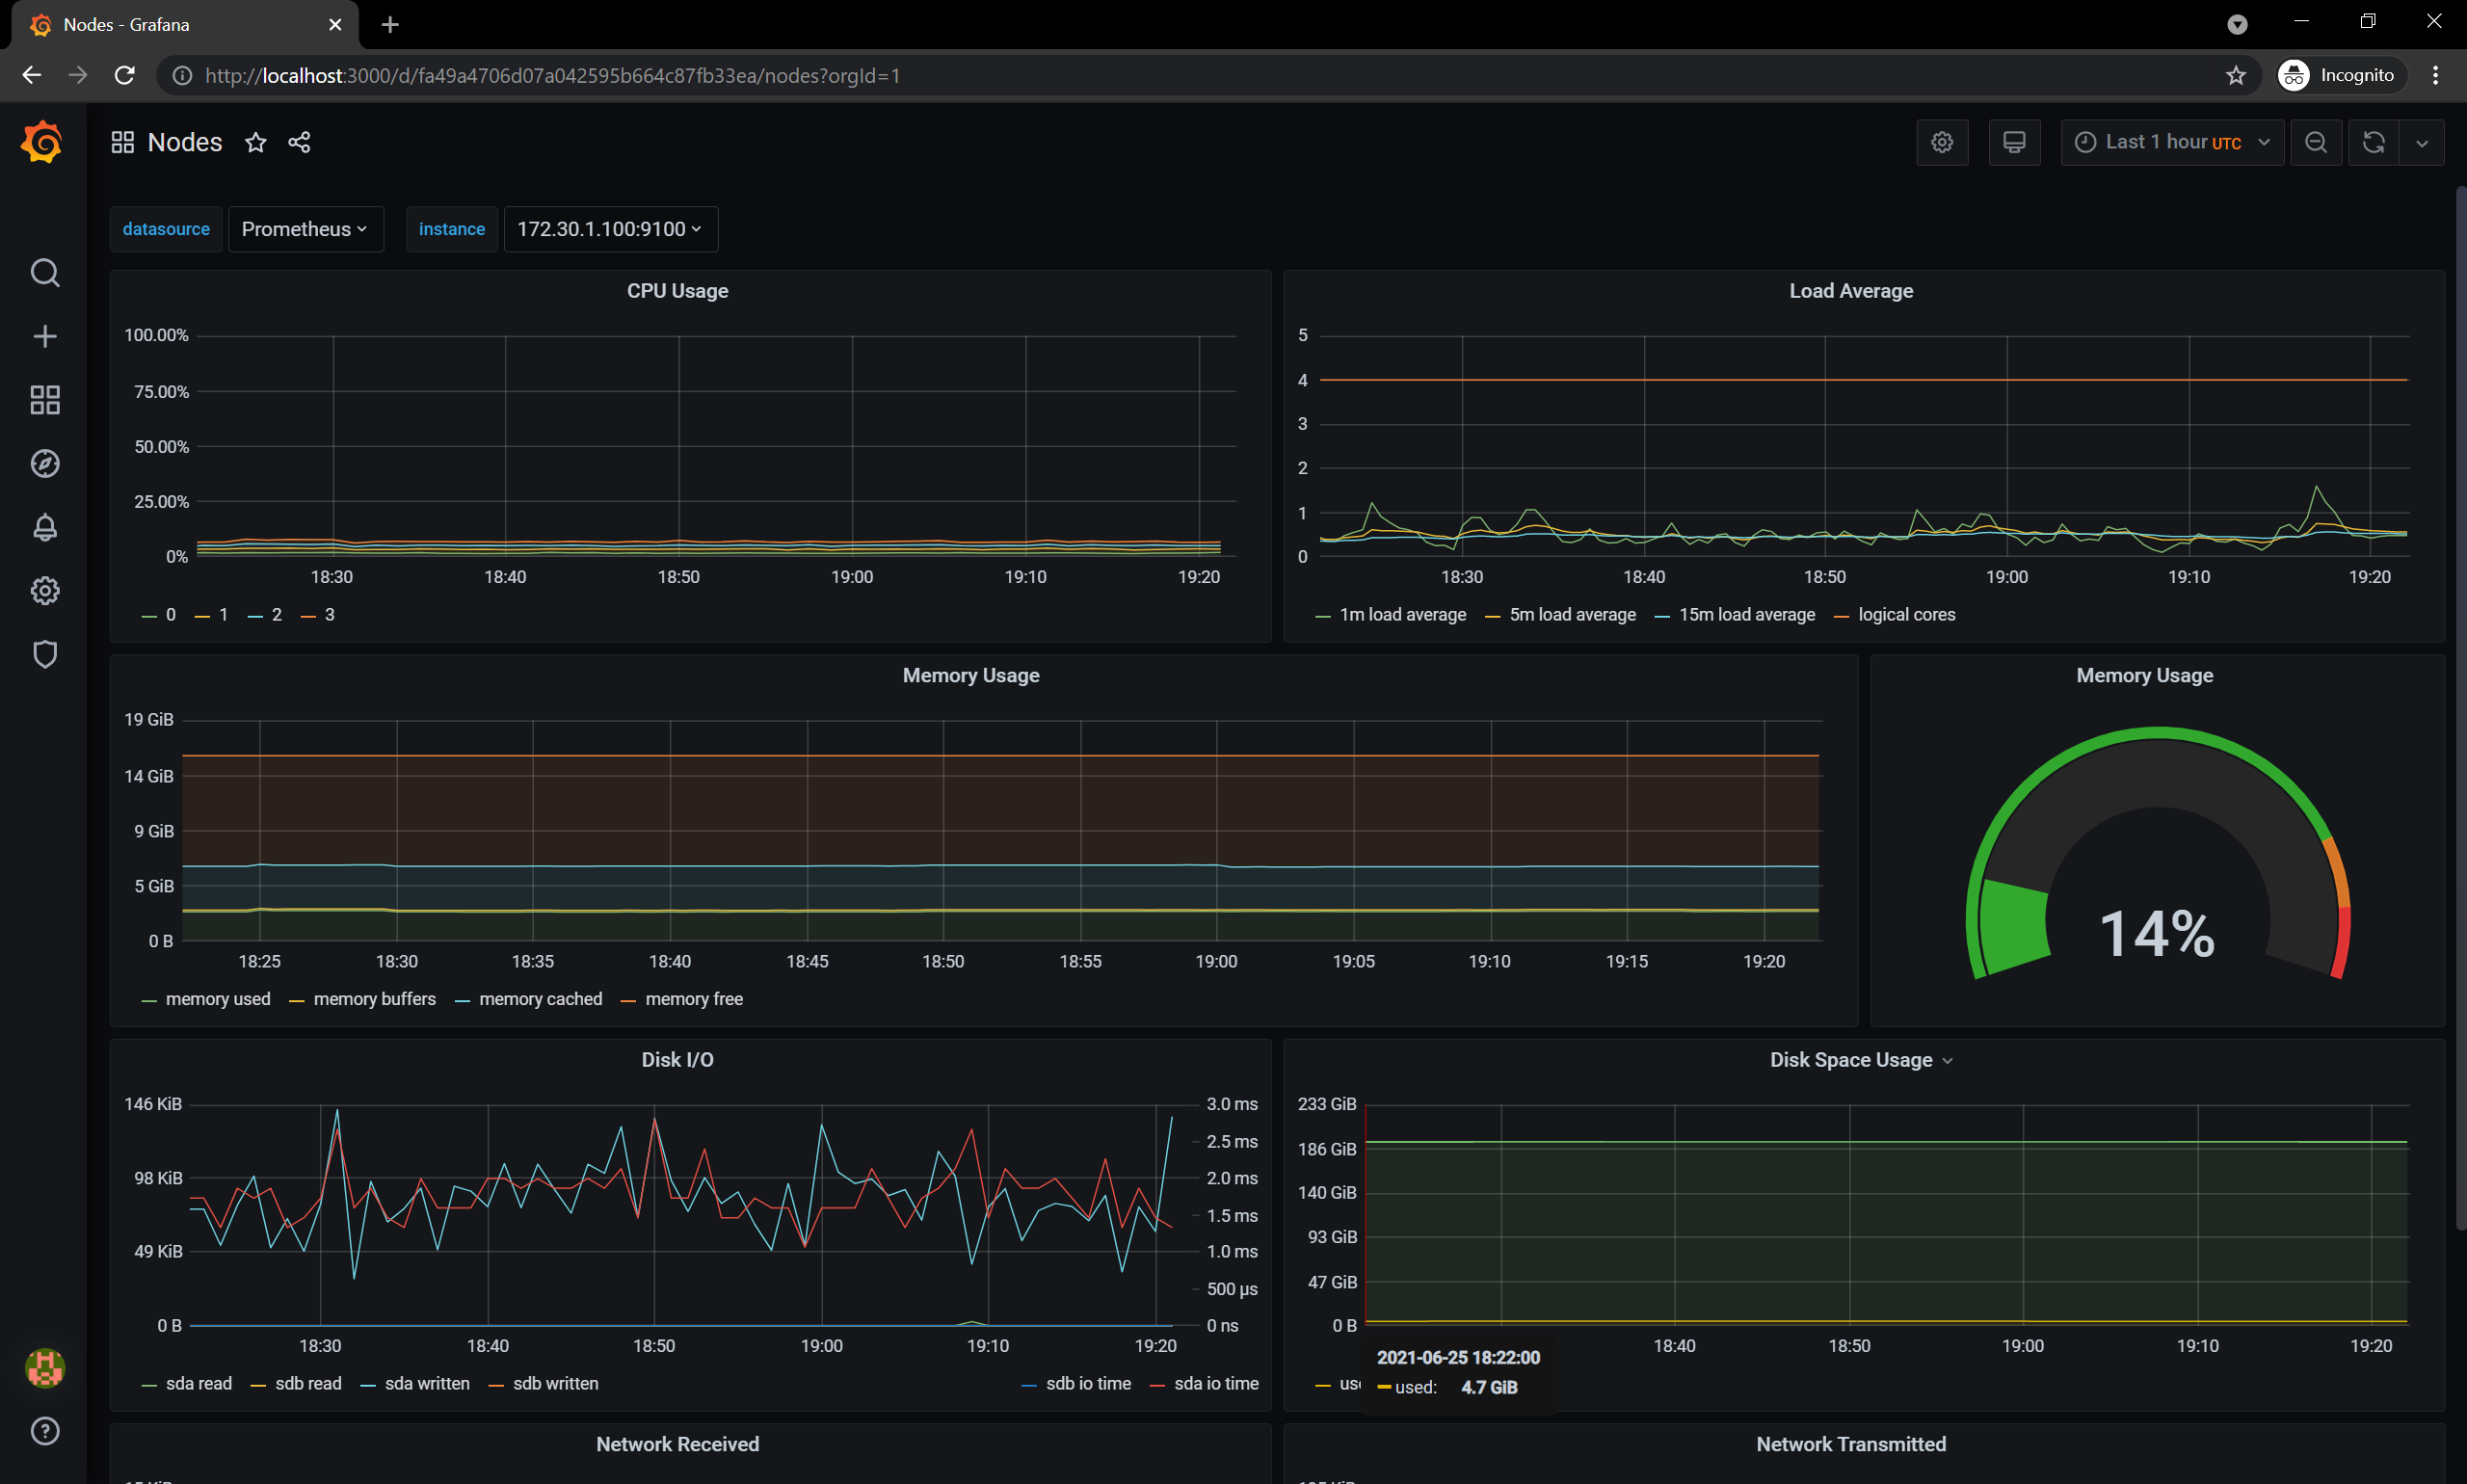 Nodes - Grafana
http://localhost:3000/d/fa49a4706d07a042595b664c87fb33ea/nodes?orgId=1
Incognito
Nodes
Last 1 hour UTC
datasource Prometheus instance 172.30.1.100:9100
CPU Usage
100.00%
75.00%
50.00%
25.00%
0%
18:30 18:40 18:50 19:00 19:10 19:20
0 1 2 3
Load Average
5
4
3
2
1
0
18:30 18:40 18:50 19:00 19:10 19:20
1m load average 5m load average 15m load average logical cores
Memory Usage
19 GiB
14 GiB
9 GiB
5 GiB
0 B
18:25 18:30 18:35 18:40 18:45 18:50 18:55 19:00 19:05 19:10 19:15 19:20
memory used memory buffers memory cached memory free
Memory Usage
14%
Disk I/O
146 KiB 3.0 ms
2.5 ms
98 KiB 2.0 ms
1.5 ms
49 KiB 1.0 ms
500 µs
0 B 0 ns
18:30 18:40 18:50 19:00 19:10 19:20
sda read sdb read sda written sdb written sdb io time sda io time
Disk Space Usage
233 GiB
186 GiB
140 GiB
93 GiB
47 GiB
0 B
18:40 18:50 19:00 19:10 19:20
2021-06-25 18:22:00
used: 4.7 GiB
Network Received
Network Transmitted